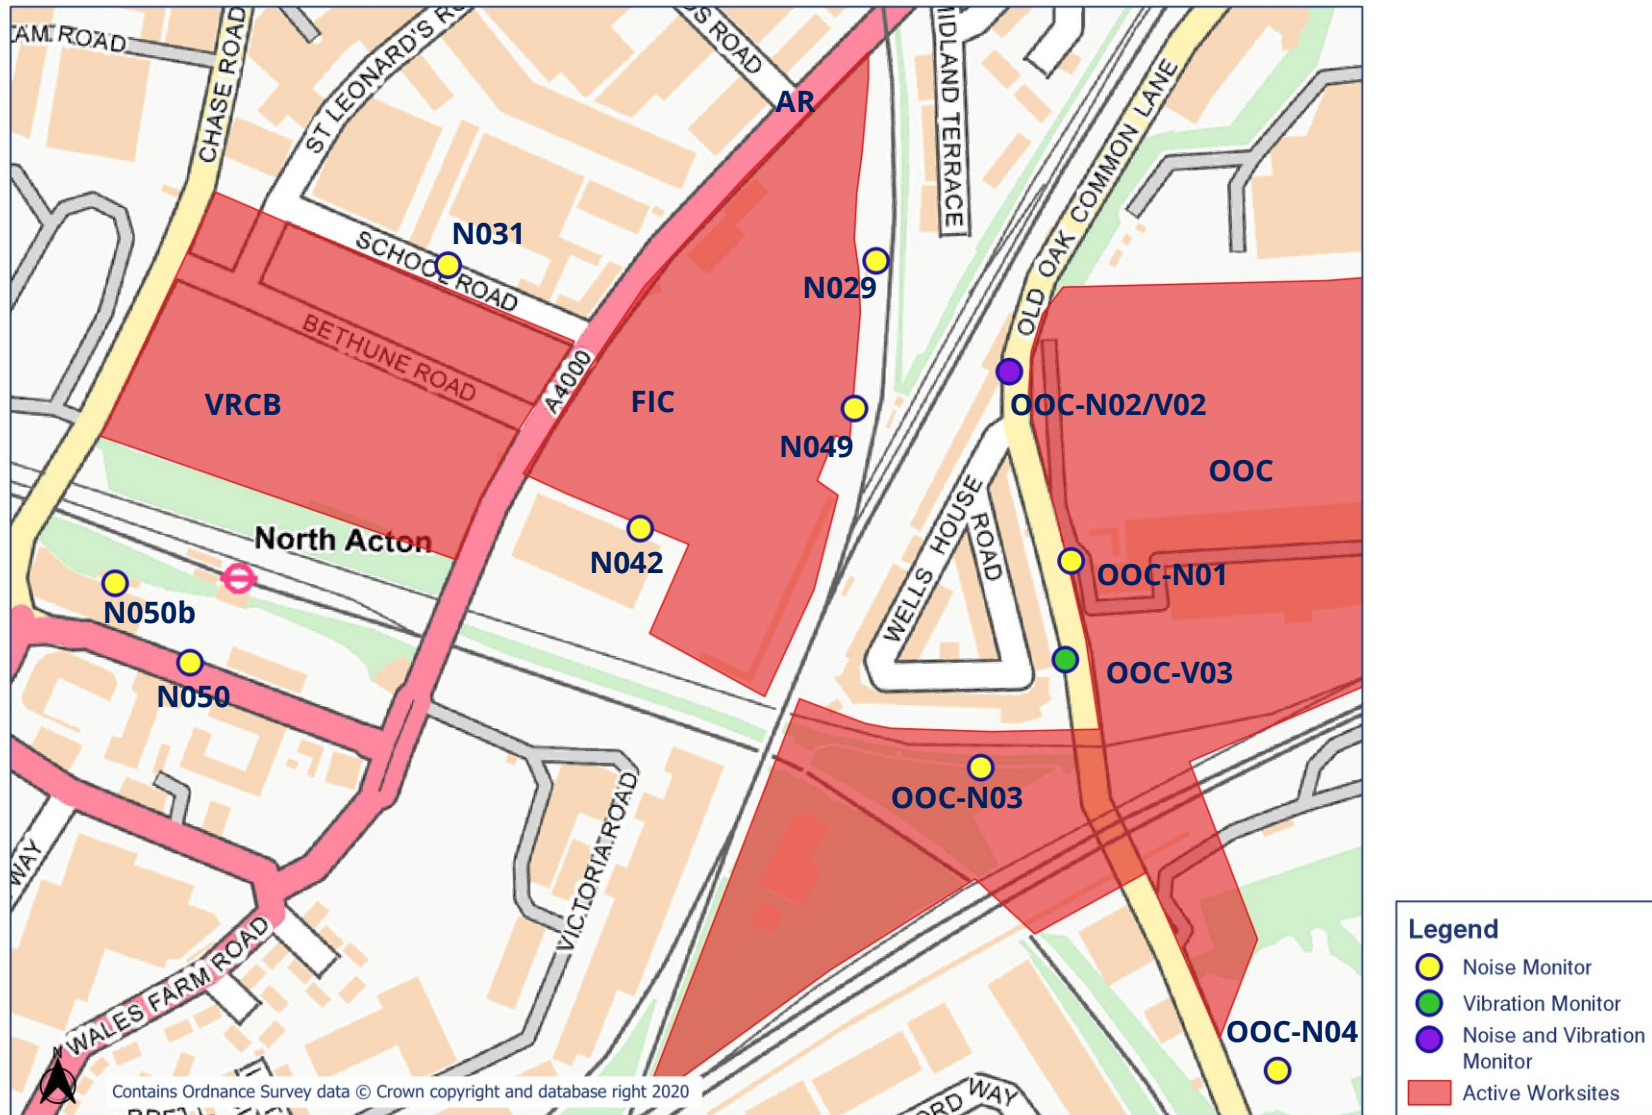 AM ROAD
CHASE ROAD
ST LEONARD'S RO
US ROAD
MIDLAND TERRACE
OLD OAK COMMON LANE
AR
N031
SCHOOL ROAD
N029
BETHUNE ROAD
A4000
VRCB
FIC
OOC-N02/V02
N049
OOC
North Acton
N042
WELLS HOUSE
ROAD
OOC-N01
N050b
OOC-V03
N050
OOC-N03
VICTORIA ROAD
WAY
WALES FARM ROAD
OOC-N04
N
Contains Ordnance Survey data © Crown copyright and database right 2020
ORD WAY
Legend
Noise Monitor
Vibration Monitor
Noise and Vibration
Monitor
Active Worksites